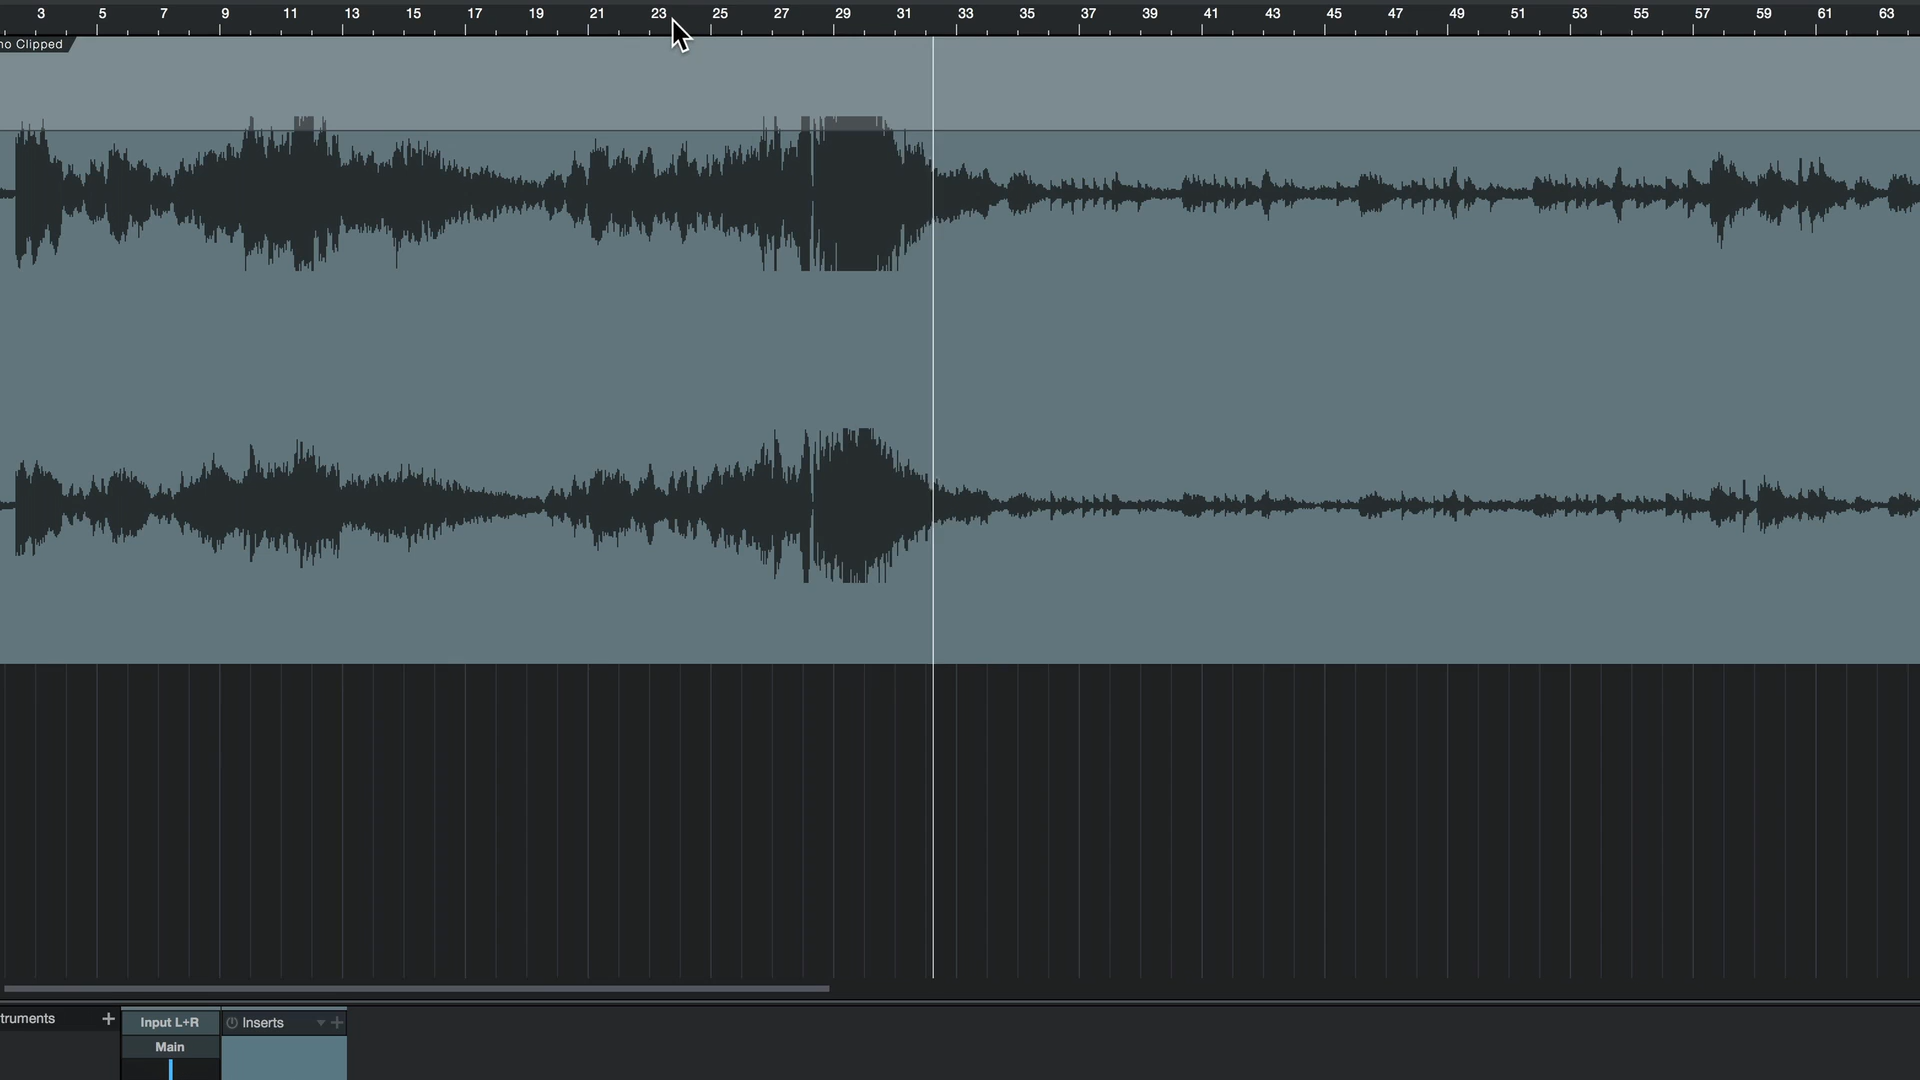 3 5 7 9 11 13 15 17 19 21 23 25 27 29 31 33 35 37 39 41 43 45 47 49 51 53 55 57 59 61 63
no Clipped
truments + Input L+R Inserts +
Main